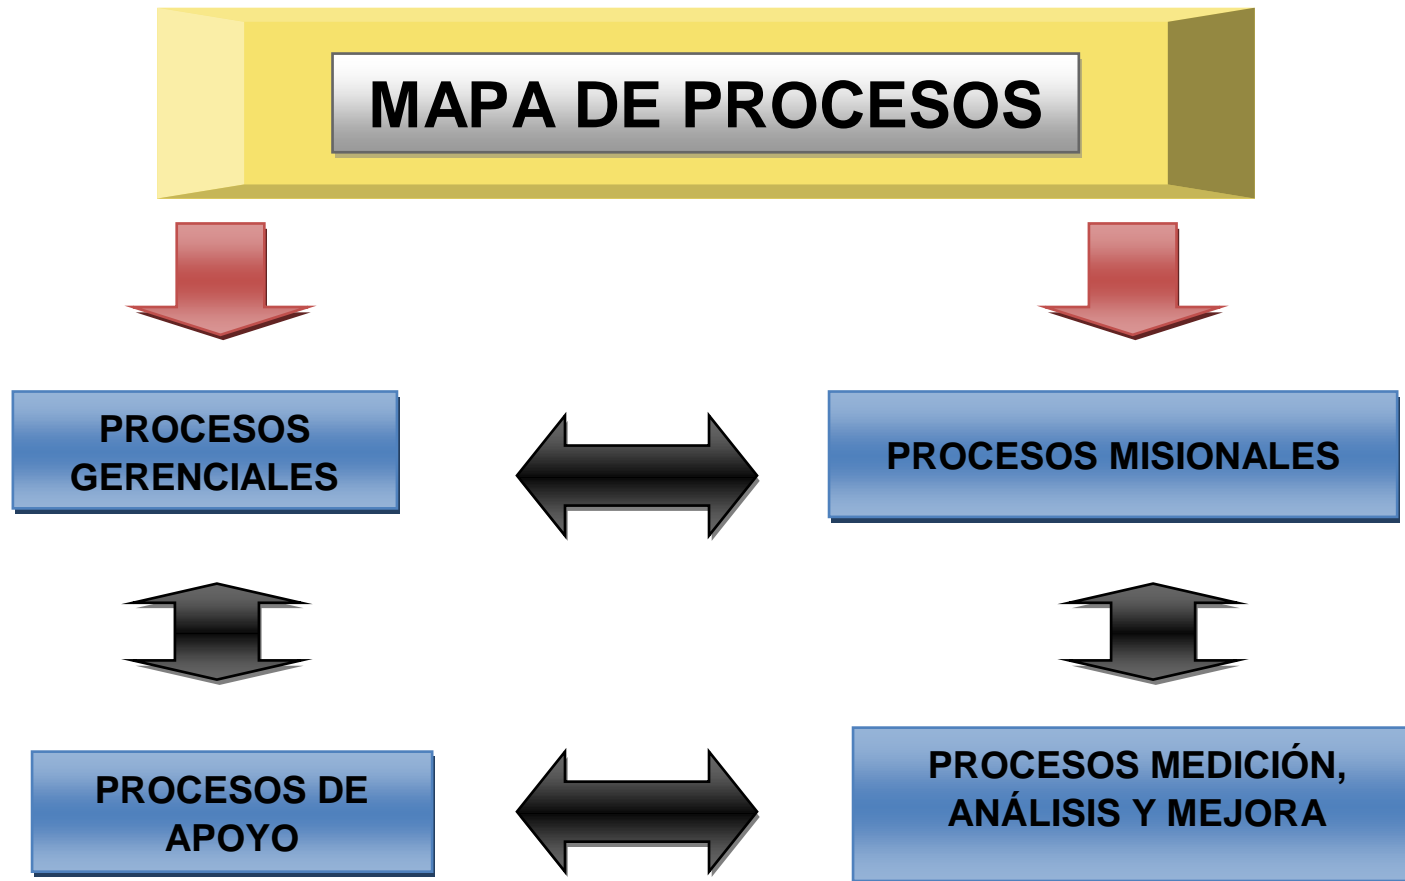 MAPA DE PROCESOS
PROCESOS
GERENCIALES
PROCESOS MISIONALES
PROCESOS DE
APOYO
PROCESOS MEDICIÓN,
ANÁLISIS Y MEJORA